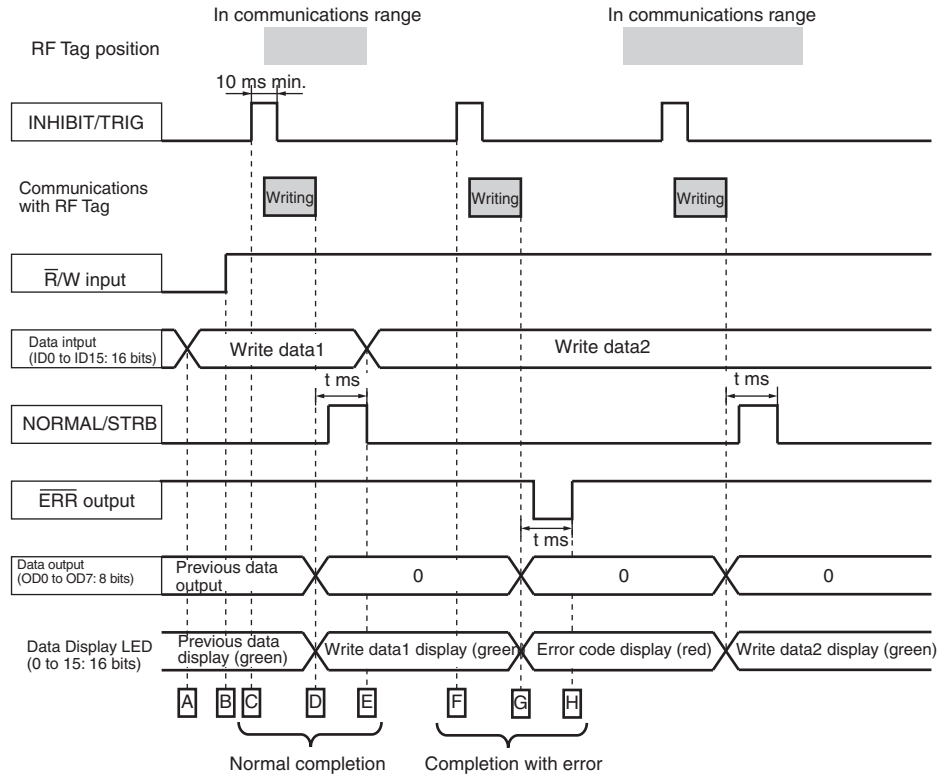 In communications range
In communications range
RF Tag position
10 ms min.
INHIBIT/TRIG
Communications
with RF Tag
Writing
Writing
Writing
R̅/W input
Data intput
(ID0 to ID15: 16 bits)
Write data1
Write data2
t ms
t ms
NORMAL/STRB
E̅R̅R̅ output
t ms
Data output
(OD0 to OD7: 8 bits)
Previous data
output
0
0
0
Data Display LED
(0 to 15: 16 bits)
Previous data
display (green)
Write data1 display (green
Error code display (red)
Write data2 display (green)
A
B
C
D
E
F
G
H
Normal completion
Completion with error